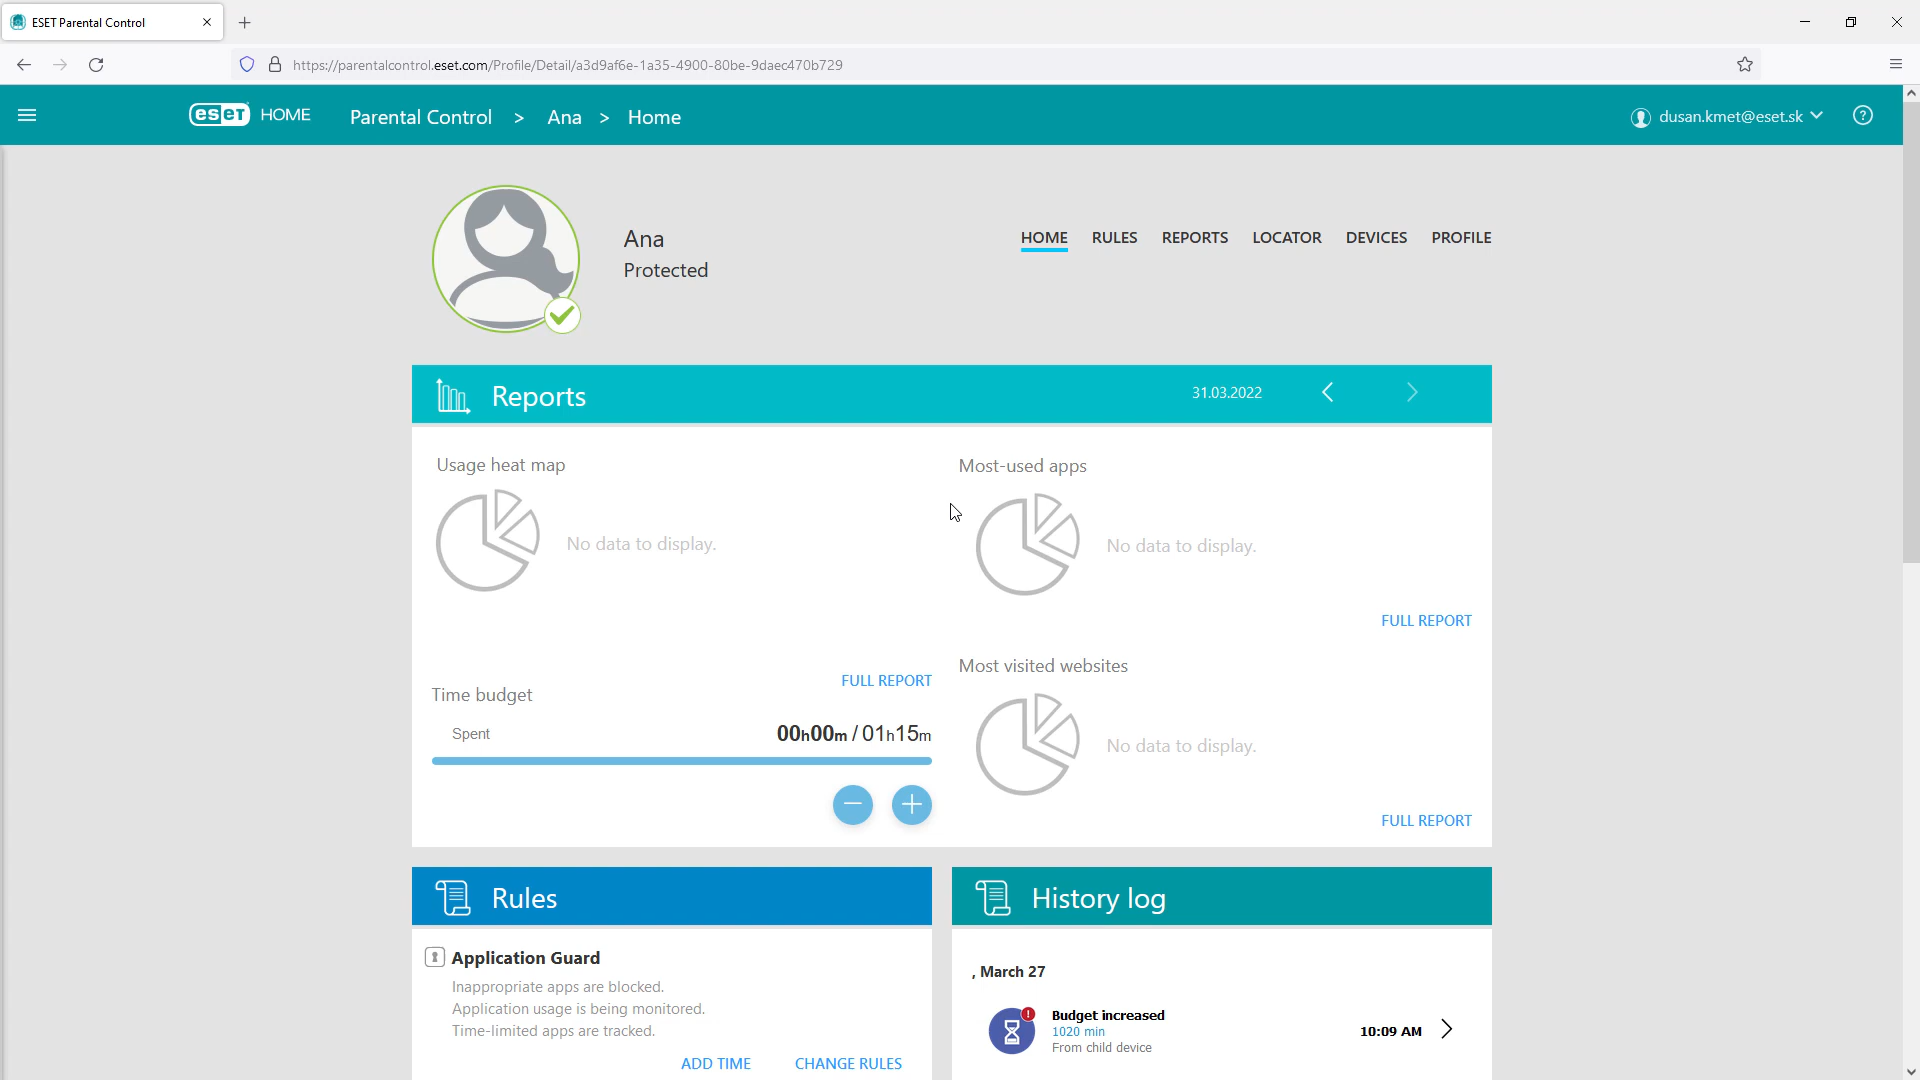 ESET Parental Control
https://parentalcontrol.eset.com/Profile/Detail/a3d9af6e-1a35-4900-80be-9daec470b729
eseT HOME
Parental Control > Ana > Home
dusan.kmet@eset.sk
?
Ana
Protected
HOME RULES REPORTS LOCATOR DEVICES PROFILE
Reports
31.03.2022
Usage heat map
No data to display.
FULL REPORT
Time budget
Spent
00h00m / 01h15m
Most-used apps
No data to display.
FULL REPORT
Most visited websites
No data to display.
FULL REPORT
Rules
Application Guard
Inappropriate apps are blocked.
Application usage is being monitored.
Time-limited apps are tracked.
ADD TIME CHANGE RULES
History log
, March 27
Budget increased
1020 min
From child device
10:09 AM